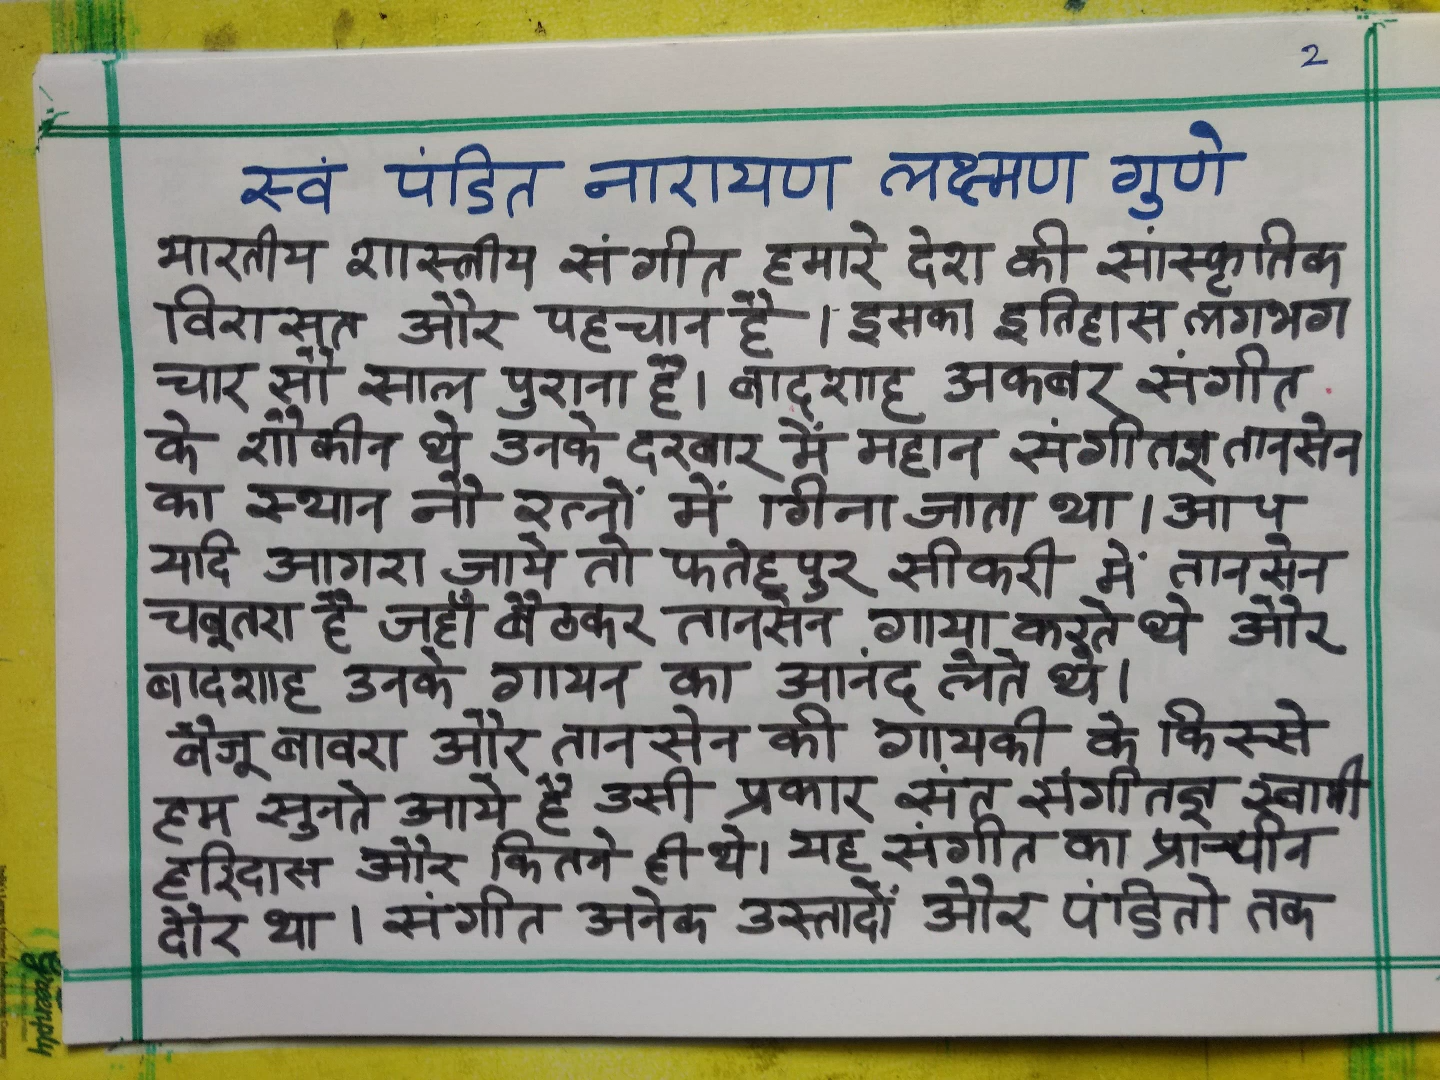 2
स्वं पंडित नारायण लक्ष्मण गुणे
भारतीय शास्त्रीय संगीत हमारे देश की सांस्कृतिक
विरासत और पहचान है । इसका इतिहास लगभग
चार सौ साल पुराना है। बादशाह अकबर संगीत
के शौकीन थे उनके दरबार में महान संगीतज्ञ तानसेन
का स्थान नौ रत्नों में गिना जाता था । आप
यदि आगरा जाये तो फतेहपुर सीकरी में तानसेन
चबूतरा है जहाँ बैठकर तानसेन गाया करते थे और
बादशाह उनके गायन का आनंद लेते थे।
बैजू बावरा और तानसेन की गायकी के किस्से
हम सुनते आये हैं उसी प्रकार संत संगीतज्ञ स्वामी
हरिदास और कितने ही थे। यह संगीत का प्राचीन
दौर था । संगीत अनेक उस्तादों और पंडितो तक
Greenply